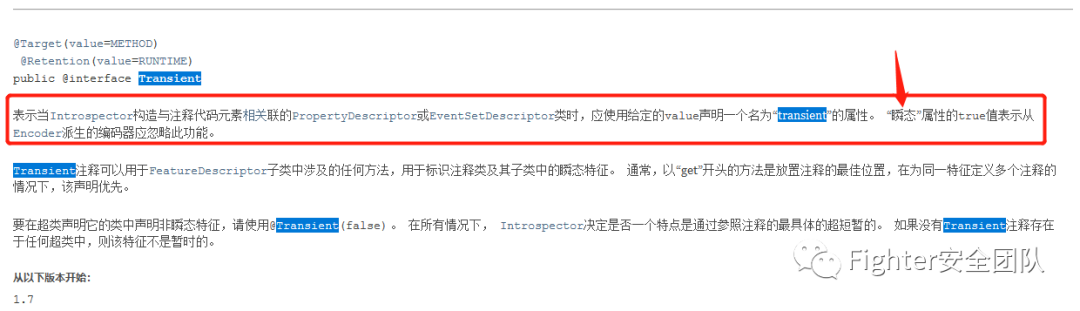 @Target(value=METHOD)
@Retention(value=RUNTIME)
public @interface Transient
表示当Introspector构造与注释代码元素相关联的PropertyDescriptor或EventSetDescriptor类时，应使用给定的value声明一个名为“transient”的属性。 “瞬态”属性的true值表示从
Encoder派生的编码器应忽略此功能。
Transient注释可以用于FeatureDescriptor子类中涉及的任何方法，用于标识注释类及其子类中的瞬态特征。 通常，以“get”开头的方法是放置注释的最佳位置，在为同一特征定义多个注释的
情况下，该声明优先。
要在超类声明它的类中声明非瞬态特征，请使用@Transient(false) 。 在所有情况下， Introspector决定是否一个特点是通过参照注释的最具体的超短暂的。 如果没有Transient注释存在
于任何超类中，则该特征不是暂时的。
从以下版本开始：
1.7
Fighter安全团队